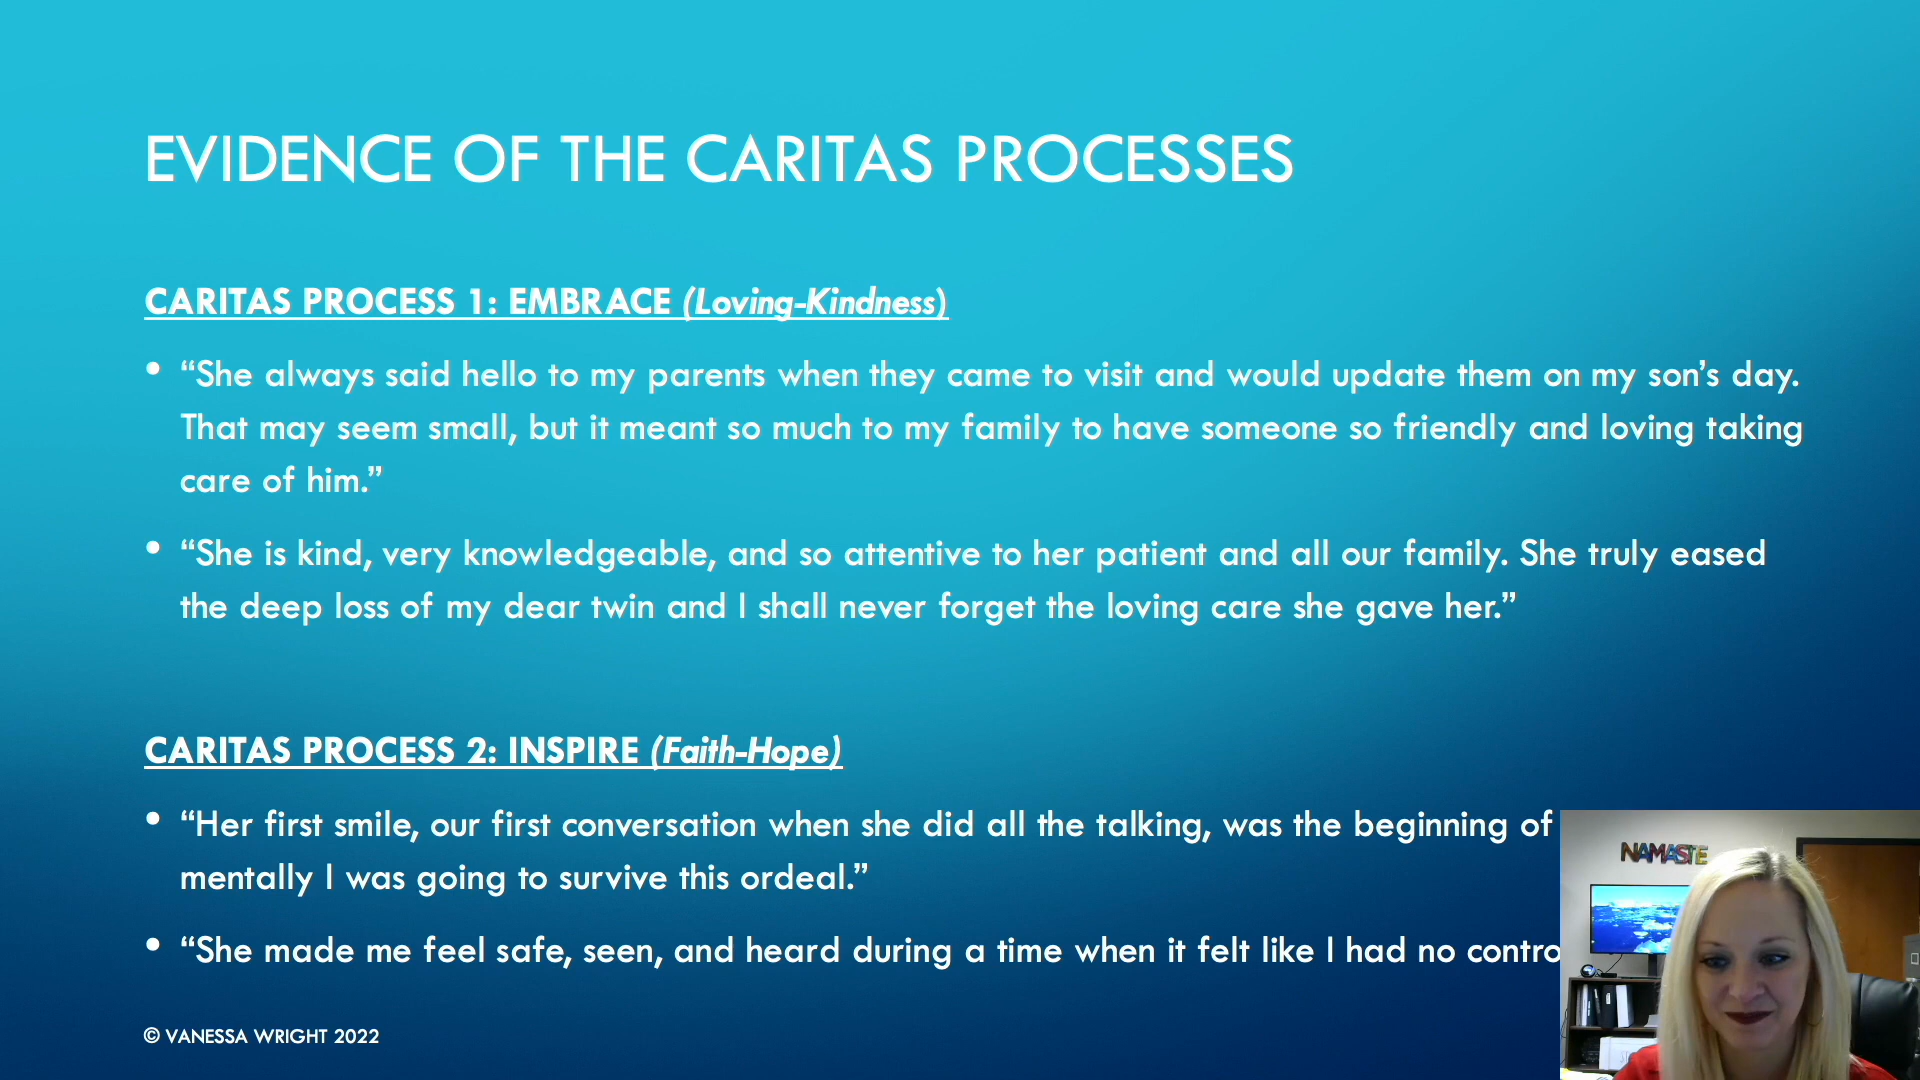 EVIDENCE OF THE CARITAS PROCESSES
CARITAS PROCESS 1: EMBRACE (Loving-Kindness)
• “She always said hello to my parents when they came to visit and would update them on my son’s day.
That may seem small, but it meant so much to my family to have someone so friendly and loving taking
care of him.”
• “She is kind, very knowledgeable, and so attentive to her patient and all our family. She truly eased
the deep loss of my dear twin and I shall never forget the loving care she gave her.”
CARITAS PROCESS 2: INSPIRE (Faith-Hope)
• “Her first smile, our first conversation when she did all the talking, was the beginning of
mentally I was going to survive this ordeal.”
• “She made me feel safe, seen, and heard during a time when it felt like I had no
NAMASTE
© VANESSA WRIGHT 2022